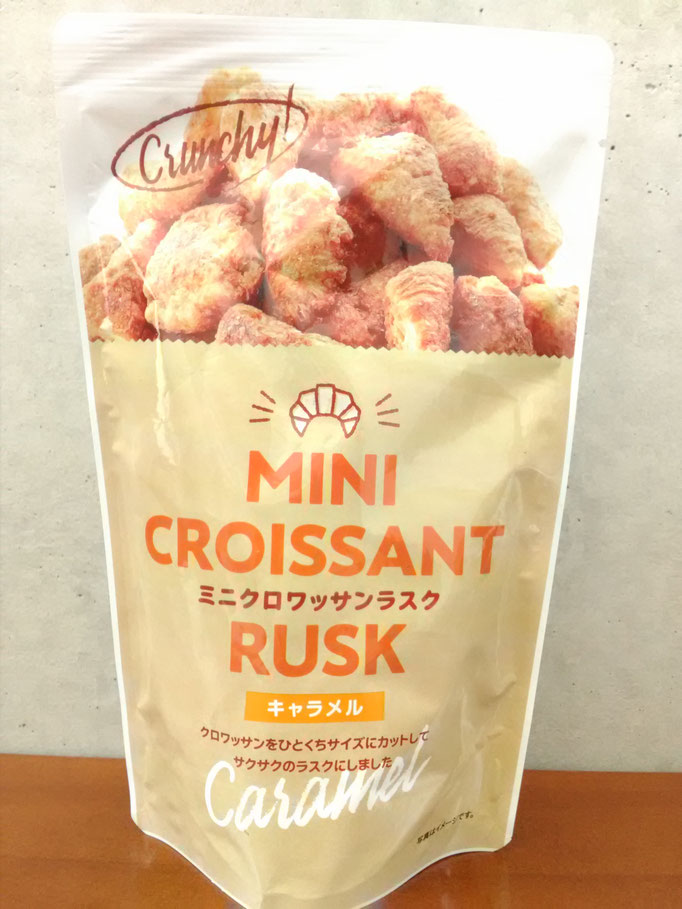 Crunchy!
MINI
CROISSANT
ミニクロワッサンラスク
RUSK
キャラメル
クロワッサンをひとくちサイズにカットして
サクサクのラスクにしました
Caramel
写真はイメージです。